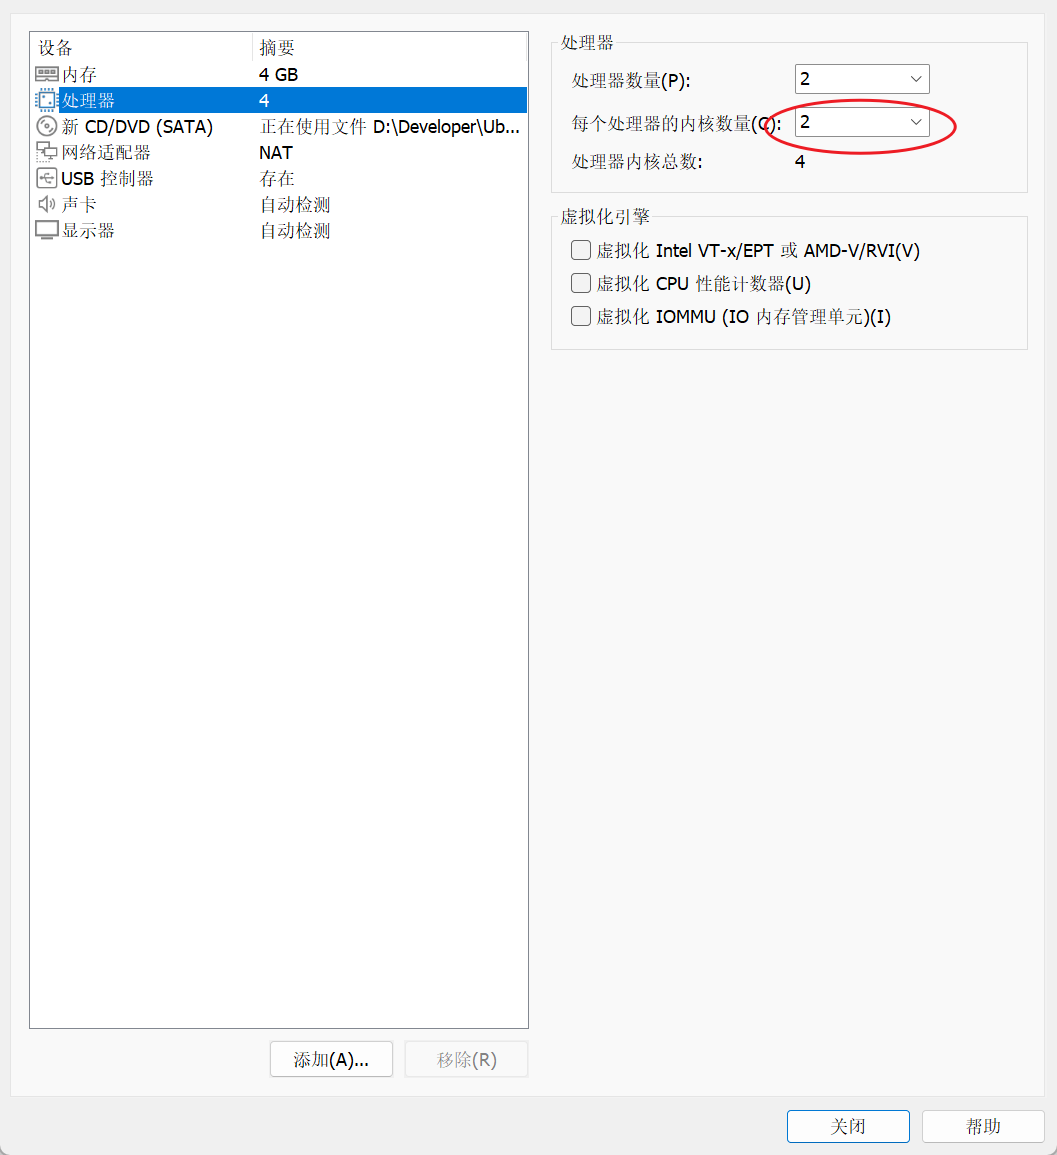 设备 摘要
内存 4 GB
处理器 4
新 CD/DVD (SATA) 正在使用文件 D:\Developer\Ub...
网络适配器 NAT
USB 控制器 存在
声卡 自动检测
显示器 自动检测
添加(A)... 移除(R)
处理器
处理器数量(P): 2
每个处理器的内核数量(C): 2
处理器内核总数: 4
虚拟化引擎
虚拟化 Intel VT-x/EPT 或 AMD-V/RVI(V)
虚拟化 CPU 性能计数器(U)
虚拟化 IOMMU (IO 内存管理单元)(I)
关闭 帮助